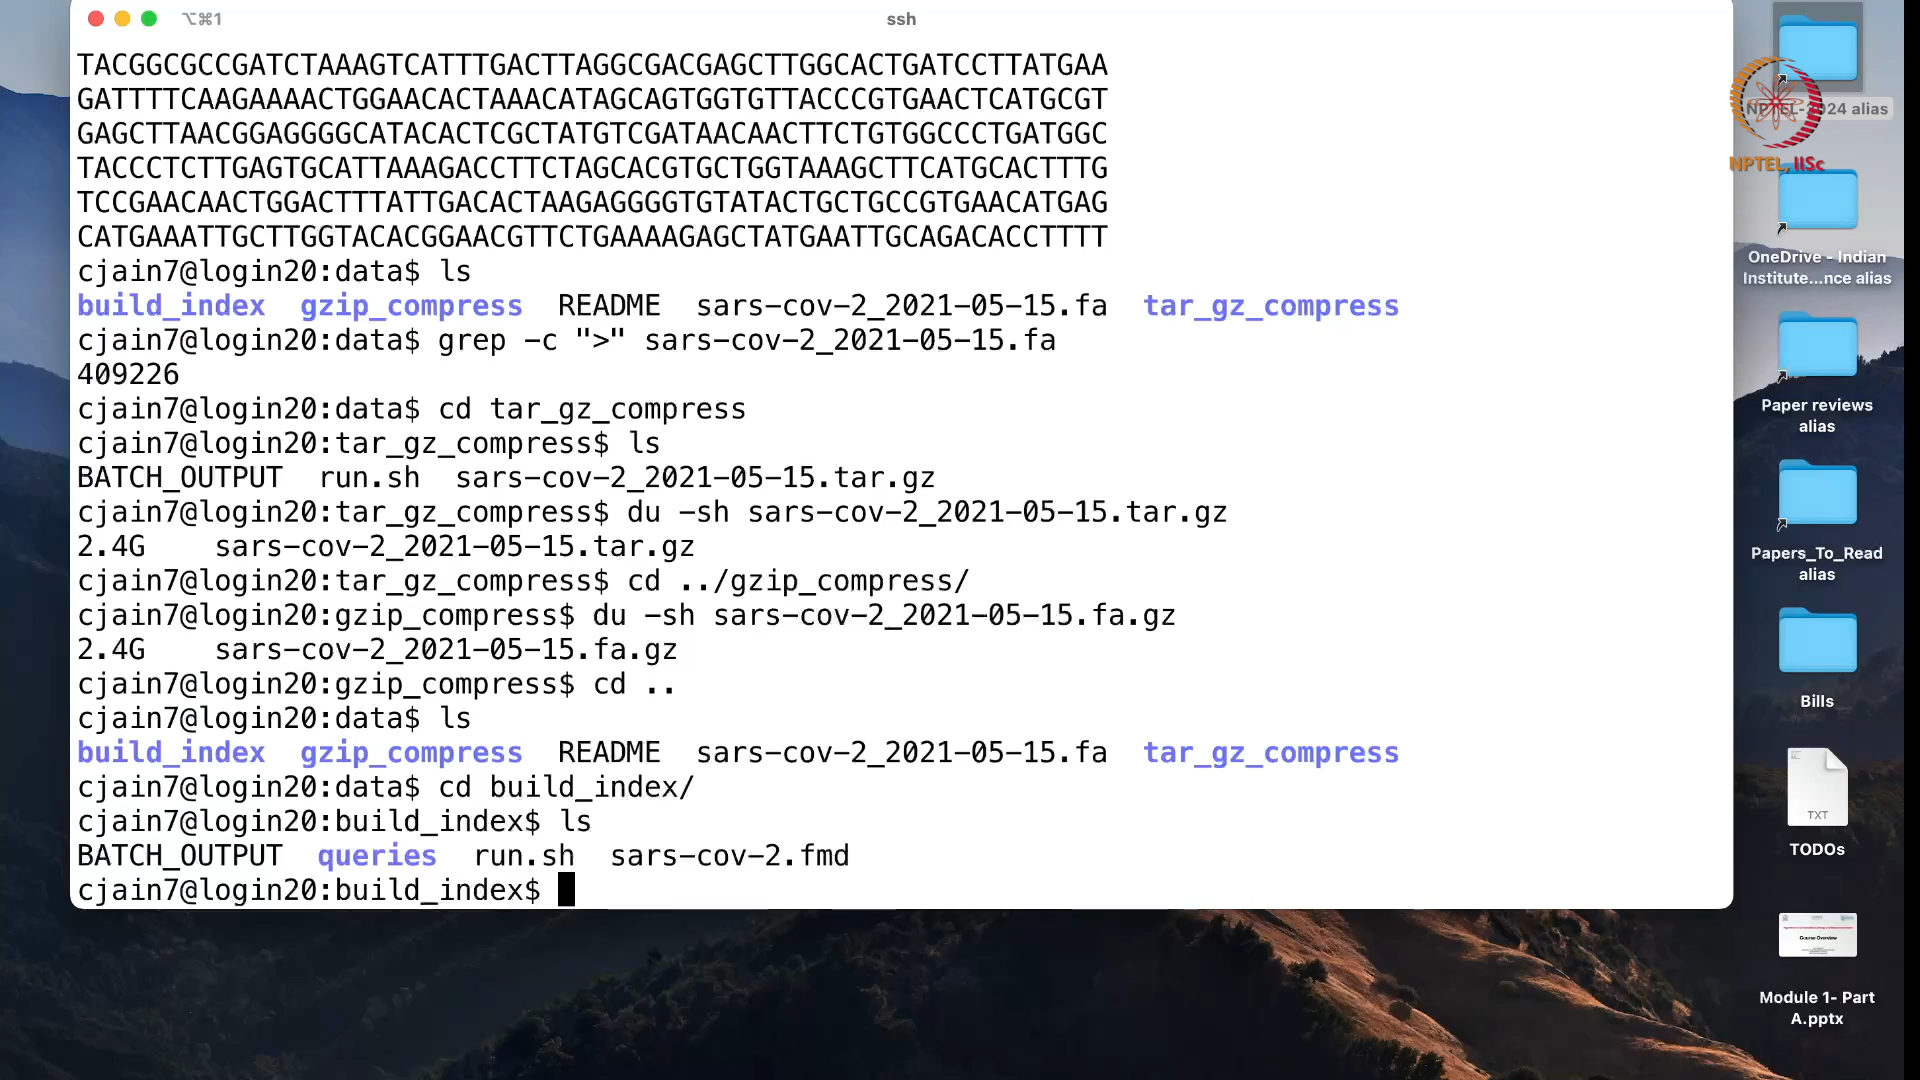 ⌥⌘1
ssh
TACGGCGCCGATCTAAAGTCATTTGACTTAGGCGACGAGCTTGGCACTGATCCTTATGAA
GATTTTCAAGAAAACTGGAACACTAAACATAGCAGTGGTGTTACCCGTGAACTCATGCGT
GAGCTTAACGGAGGGGCATACACTCGCTATGTCGATAACAACTTCTGTGGCCCTGATGGC
TACCCTCTTGAGTGCATTAAAGACCTTCTAGCACGTGCTGGTAAAGCTTCATGCACTTTG
TCCGAACAACTGGACTTTATTGACACTAAGAGGGGTGTATACTGCTGCCGTGAACATGAG
CATGAAATTGCTTGGTACACGGAACGTTCTGAAAAGAGCTATGAATTGCAGACACCTTTT
cjain7@login20:data$ ls
build_index  gzip_compress  README  sars-cov-2_2021-05-15.fa  tar_gz_compress
cjain7@login20:data$ grep -c ">" sars-cov-2_2021-05-15.fa
409226
cjain7@login20:data$ cd tar_gz_compress
cjain7@login20:tar_gz_compress$ ls
BATCH_OUTPUT  run.sh  sars-cov-2_2021-05-15.tar.gz
cjain7@login20:tar_gz_compress$ du -sh sars-cov-2_2021-05-15.tar.gz
2.4G    sars-cov-2_2021-05-15.tar.gz
cjain7@login20:tar_gz_compress$ cd ../gzip_compress/
cjain7@login20:gzip_compress$ du -sh sars-cov-2_2021-05-15.fa.gz
2.4G    sars-cov-2_2021-05-15.fa.gz
cjain7@login20:gzip_compress$ cd ..
cjain7@login20:data$ ls
build_index  gzip_compress  README  sars-cov-2_2021-05-15.fa  tar_gz_compress
cjain7@login20:data$ cd build_index/
cjain7@login20:build_index$ ls
BATCH_OUTPUT  queries  run.sh  sars-cov-2.fmd
cjain7@login20:build_index$
NPTEL-2024 alias
NPTEL, IISc
OneDrive - Indian
Institute...nce alias
Paper reviews
alias
Papers_To_Read
alias
Bills
TXT
TODOs
Course Overview
Module 1- Part
A.pptx